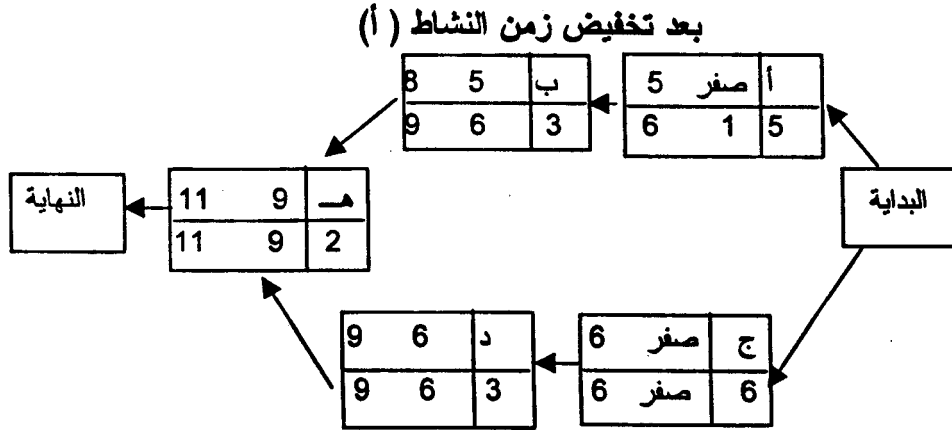 بعد تخفيض زمن النشاط ( أ)
أ صفر 5
5 1 6
ب 5 8
3 6 9
البداية
هـ 9 11
2 9 11
النهاية
ج صفر 6
6 صفر 6
د 6 9
3 6 9